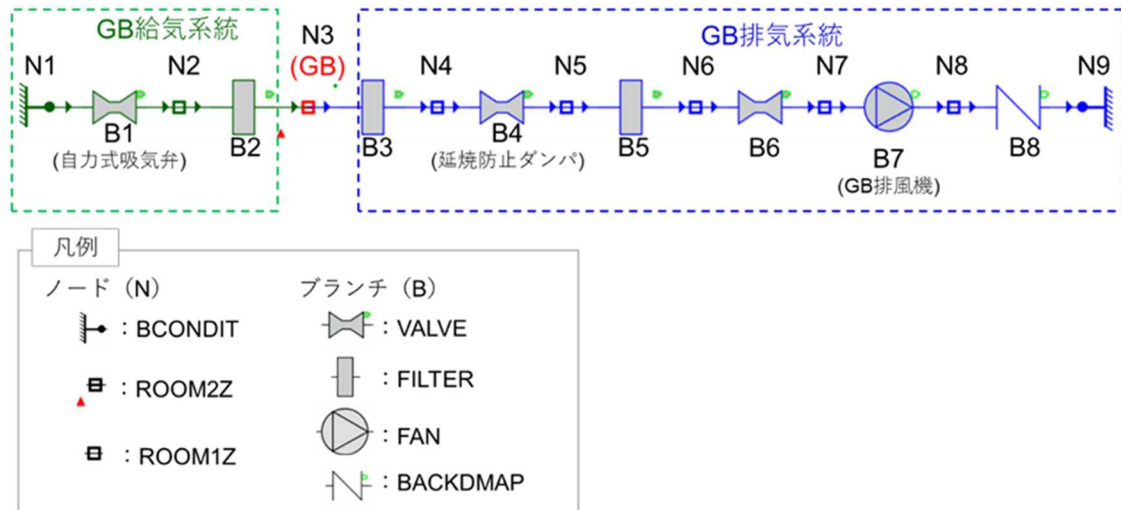 GB給気系統
N3
(GB)
GB排気系統
N1
N2
N4
N5
N6
N7
N8
N9
B1
(自力式吸気弁)
B2
B3
B4
(延焼防止ダンパ)
B5
B6
B7
(GB排風機)
B8
凡例
ノード（N）
ブランチ（B）
：BCONDIT
：VALVE
：ROOM2Z
：FILTER
：ROOM1Z
：FAN
：BACKDMAP